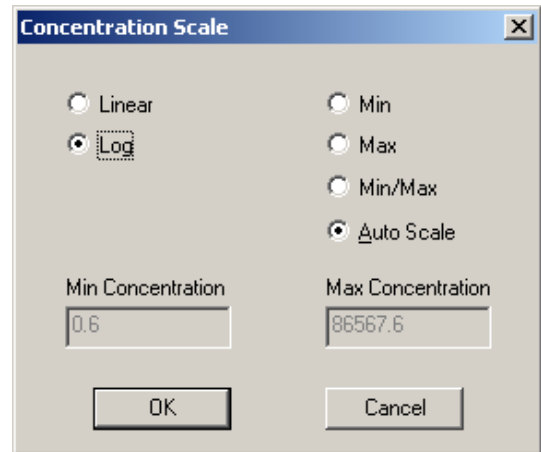 Concentration Scale
Linear
Log
Min
Max
Min/Max
Auto Scale
Min Concentration
0.6
Max Concentration
86567.6
OK
Cancel